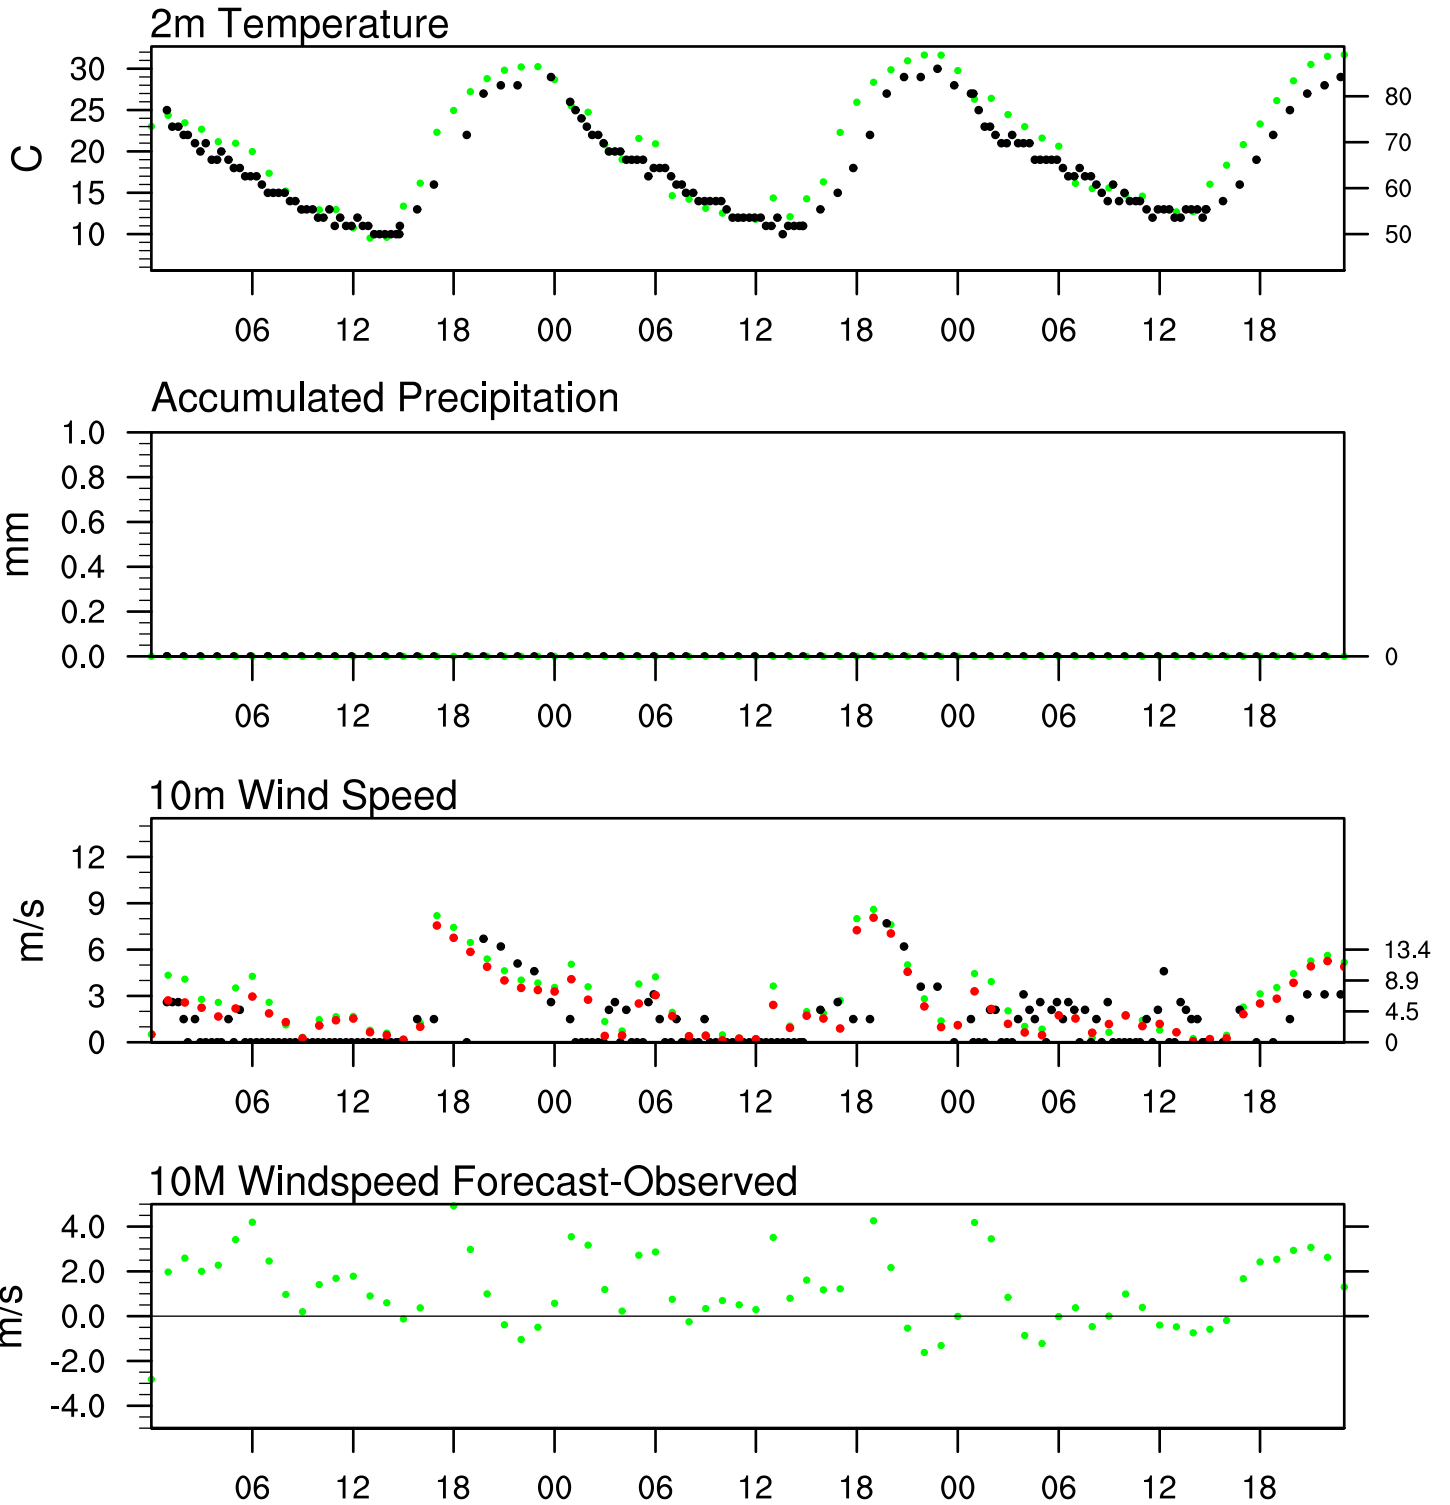 2m Temperature
30
25
20
15
10
C
80
70
60
50
06 12 18 00 06 12 18 00 06 12 18
Accumulated Precipitation
1.0
0.8
0.6
0.4
0.2
0.0
mm
0
06 12 18 00 06 12 18 00 06 12 18
10m Wind Speed
12
9
6
3
0
m/s
13.4
8.9
4.5
0
06 12 18 00 06 12 18 00 06 12 18
10M Windspeed Forecast-Observed
4.0
2.0
0.0
-2.0
-4.0
m/s
06 12 18 00 06 12 18 00 06 12 18